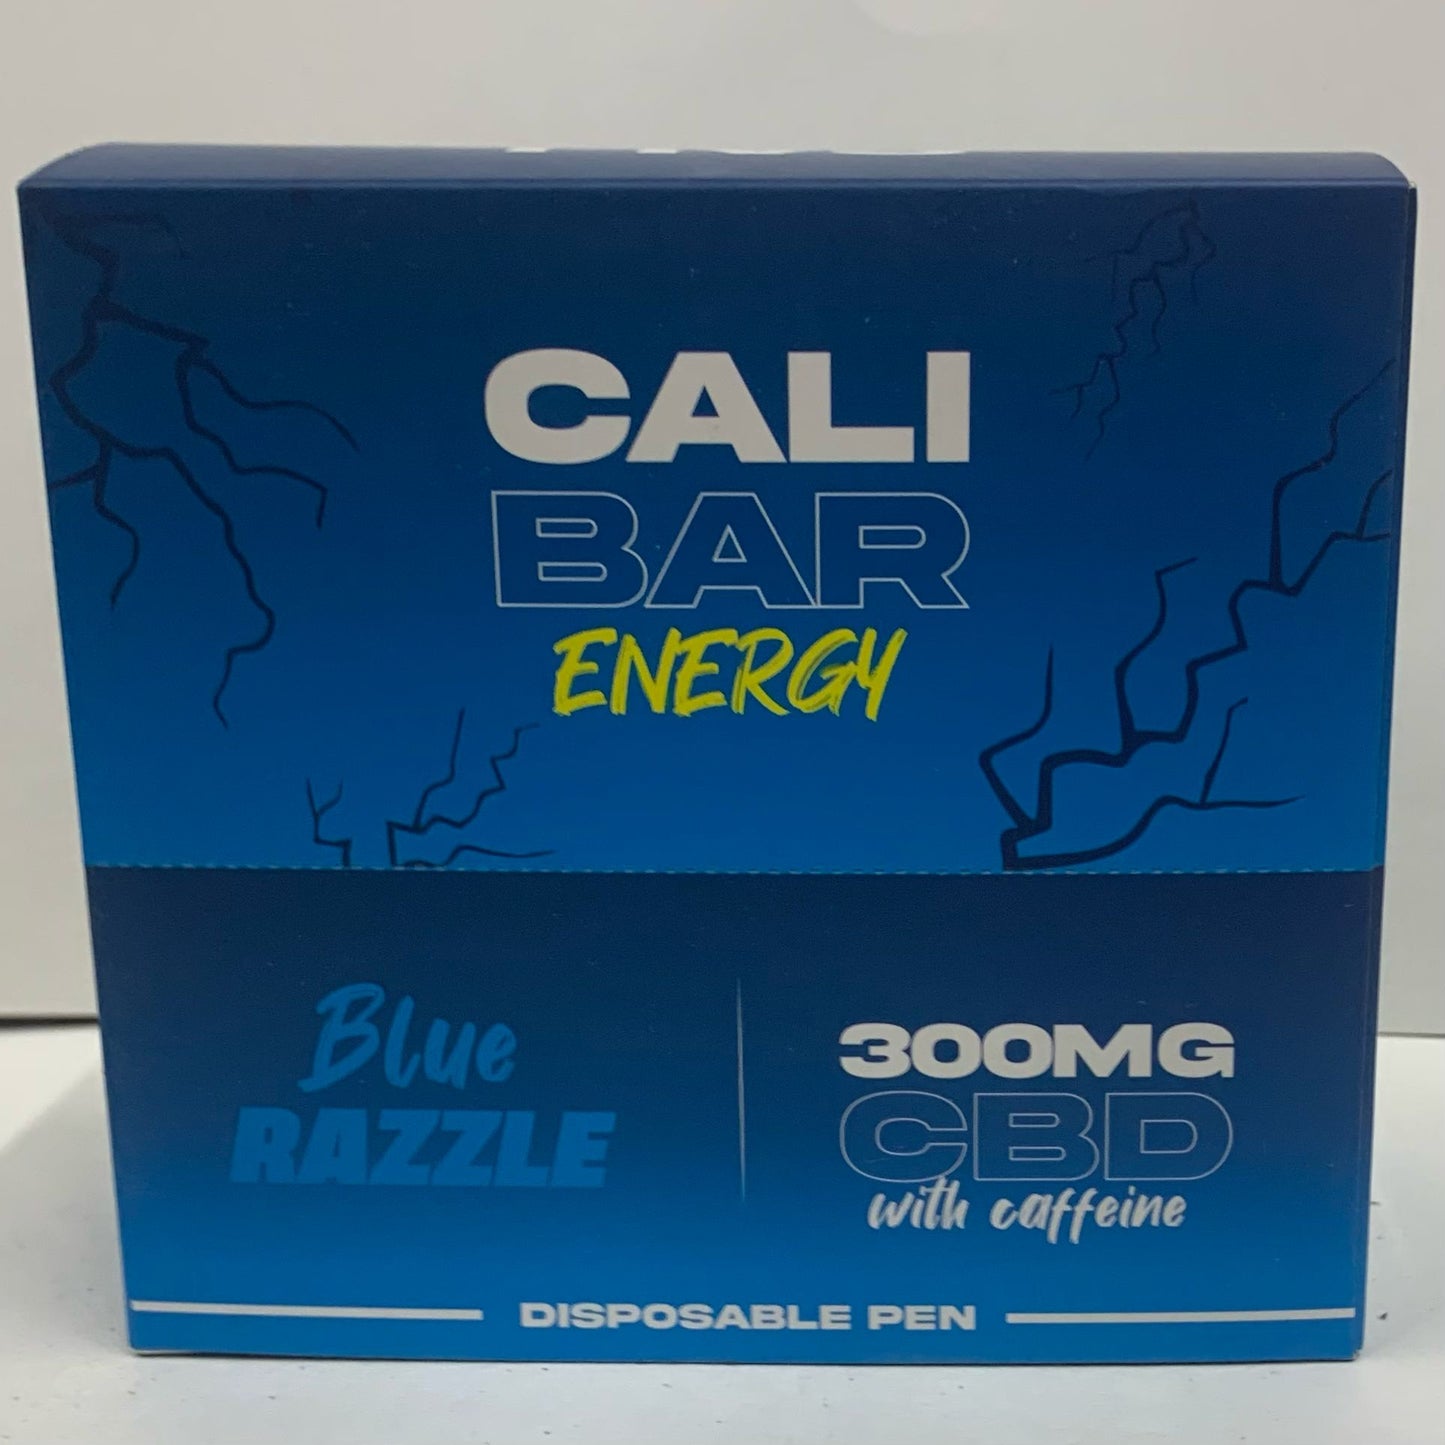 CALI
BAR
ENERGY
Blue
RAZZLE
300MG
CBD
with caffeine
DISPOSABLE PEN